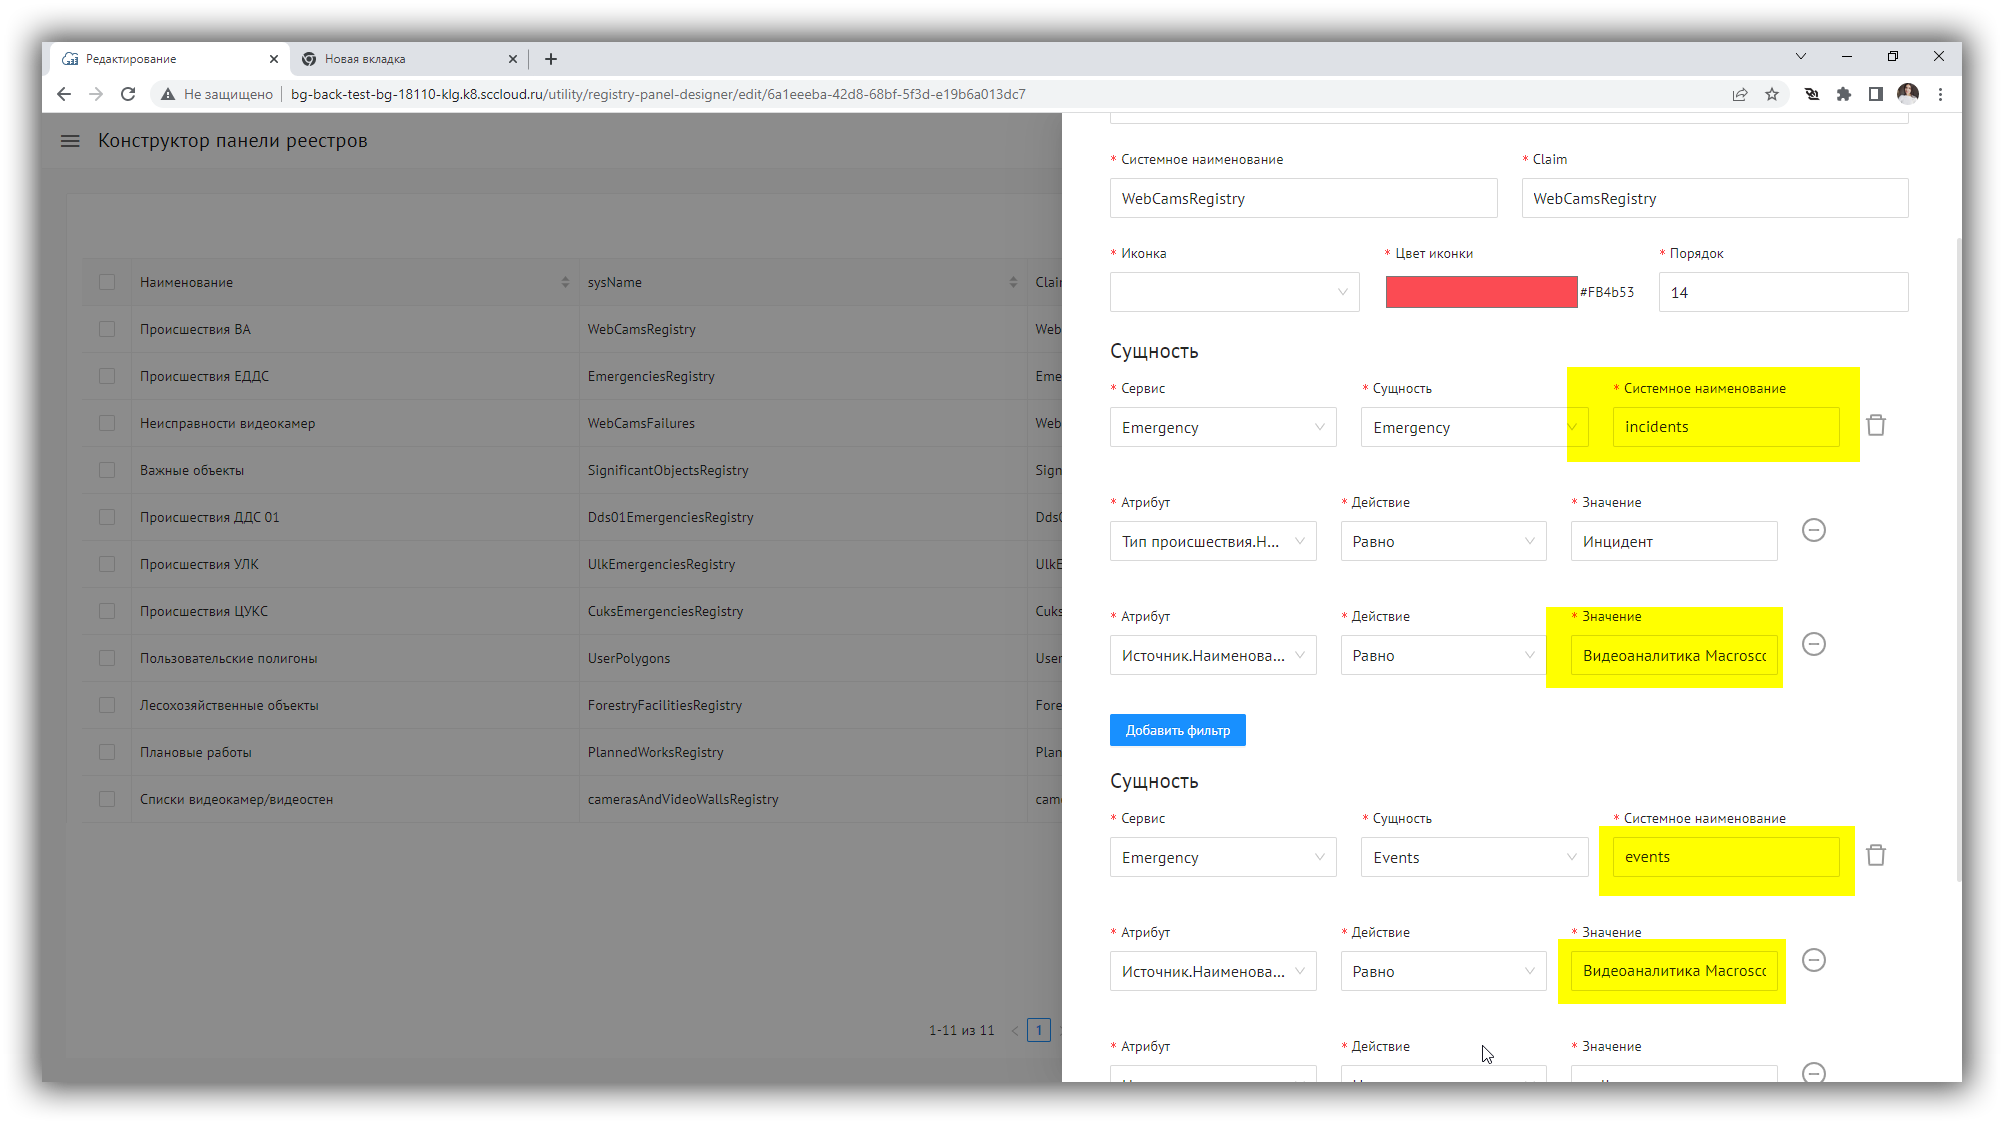 Редактирование
Новая вкладка
Не защищено
bg-back-test-bg-18110-klg.k8.sccloud.ru/utility/registry-panel-designer/edit/6a1eeeba-42d8-68bf-5f3d-e19b6a013dc7
Конструктор панели реестров
Наименование sysName Clai
Происшествия ВА WebCamsRegistry Web
Происшествия ЕДДС EmergenciesRegistry Eme
Неисправности видеокамер WebCamsFailures Web
Важные объекты SignificantObjectsRegistry Sign
Происшествия ДДС 01 Dds01EmergenciesRegistry Dds
Происшествия УЛК UlkEmergenciesRegistry UlkE
Происшествия ЦУКС CuksEmergenciesRegistry Cuks
Пользовательские полигоны UserPolygons User
Лесохозяйственные объекты ForestryFacilitiesRegistry Fore
Плановые работы PlannedWorksRegistry Plan
Списки видеокамер/видеостен camerasAndVideoWallsRegistry cam
1-11 из 11 < 1
* Системное наименование * Claim
WebCamsRegistry WebCamsRegistry
* Иконка * Цвет иконки * Порядок
#FB4b53 14
Сущность
* Сервис * Сущность * Системное наименование
Emergency Emergency incidents
* Атрибут * Действие * Значение
Тип происшествия.Н... Равно Инцидент
* Атрибут * Действие * Значение
Источник.Наименова... Равно Видеоаналитика Macrosc
Добавить фильтр
Сущность
* Сервис * Сущность * Системное наименование
Emergency Events events
* Атрибут * Действие * Значение
Источник.Наименова... Равно Видеоаналитика Macrosc
* Атрибут * Действие * Значение